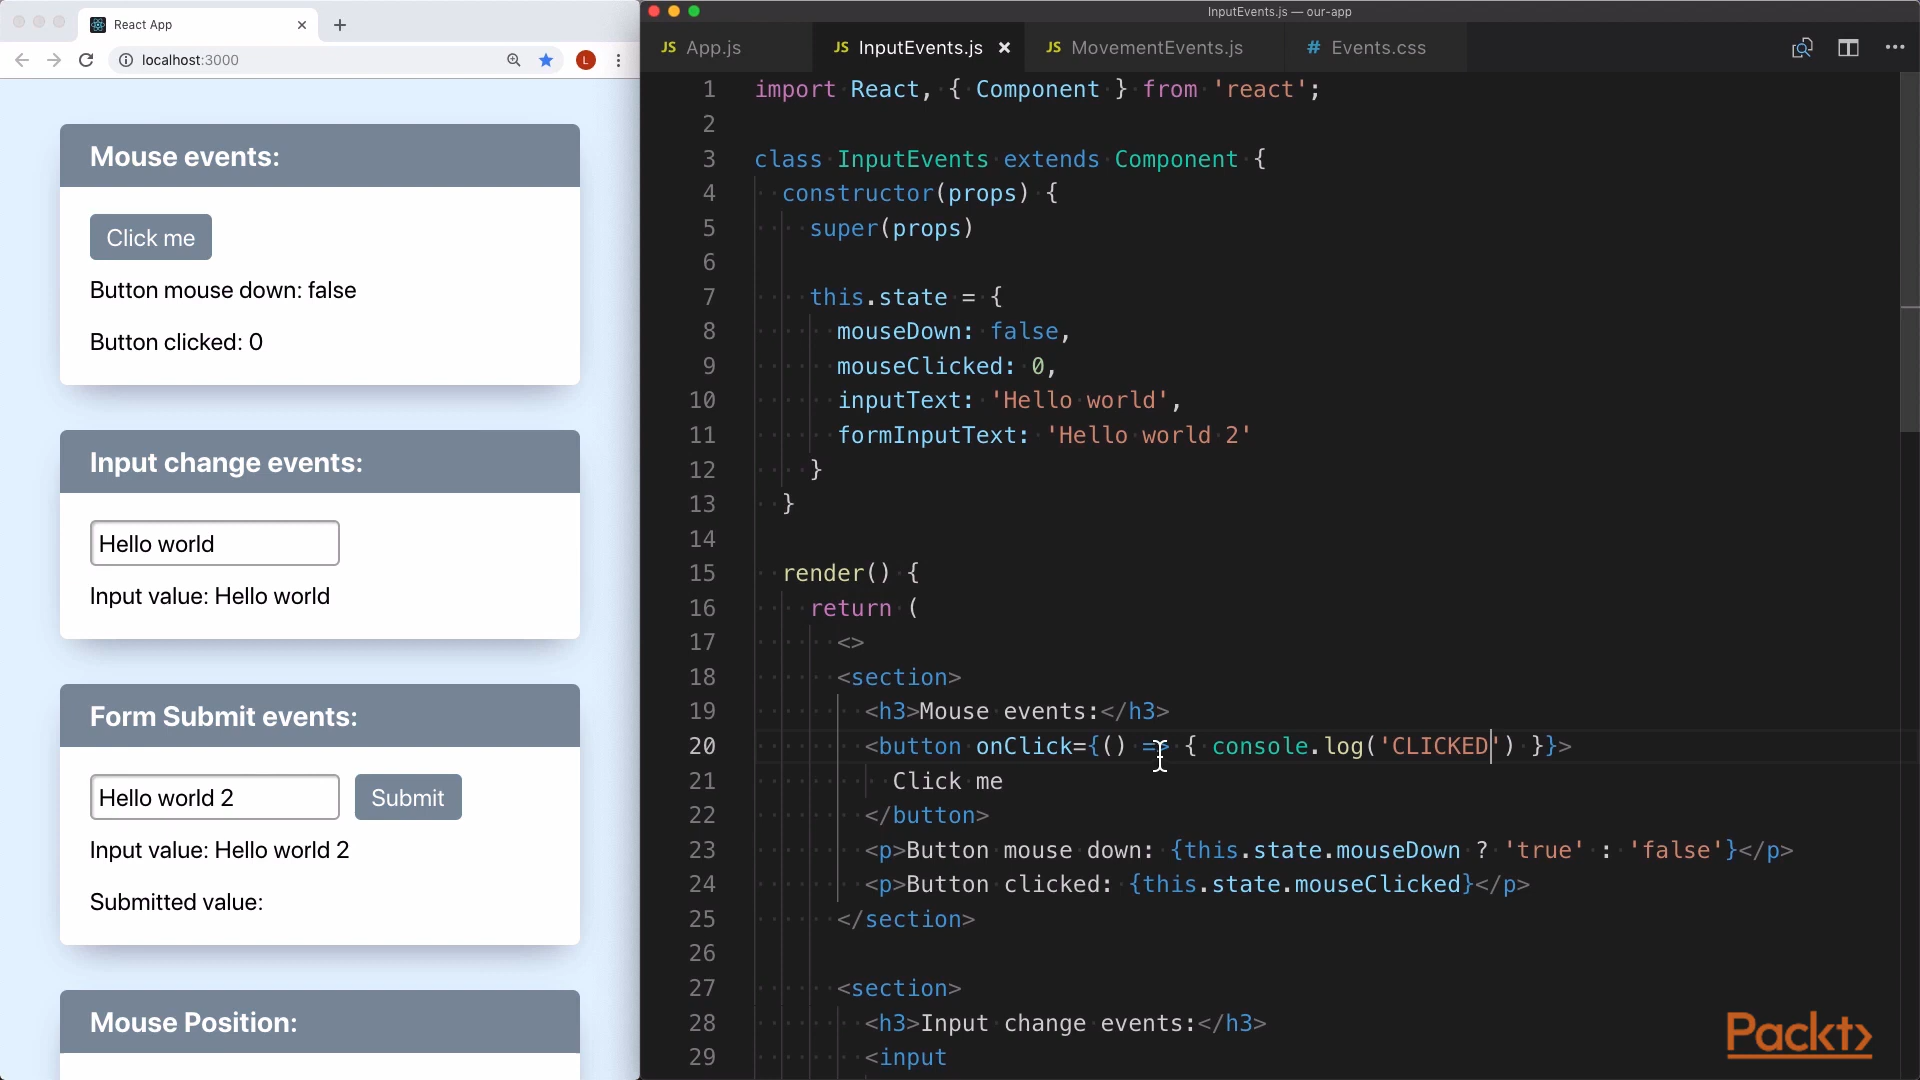 React App
localhost:3000
L
Mouse events:
Click me
Button mouse down: false
Button clicked: 0
Input change events:
Hello world
Input value: Hello world
Form Submit events:
Hello world 2
Submit
Input value: Hello world 2
Submitted value:
Mouse Position:
InputEvents.js — our-app
JS App.js
JS InputEvents.js
JS MovementEvents.js
# Events.css
1 import React, { Component } from 'react';
2
3 class InputEvents extends Component {
4 constructor(props) {
5 super(props)
6
7 this.state = {
8 mouseDown: false,
9 mouseClicked: 0,
10 inputText: 'Hello world',
11 formInputText: 'Hello world 2'
12 }
13 }
14
15 render() {
16 return (
17 <>
18 <section>
19 <h3>Mouse events:</h3>
20 <button onClick={() => { console.log('CLICKED') }}>
21 Click me
22 </button>
23 <p>Button mouse down: {this.state.mouseDown ? 'true' : 'false'}</p>
24 <p>Button clicked: {this.state.mouseClicked}</p>
25 </section>
26
27 <section>
28 <h3>Input change events:</h3>
29 <input
Packt>